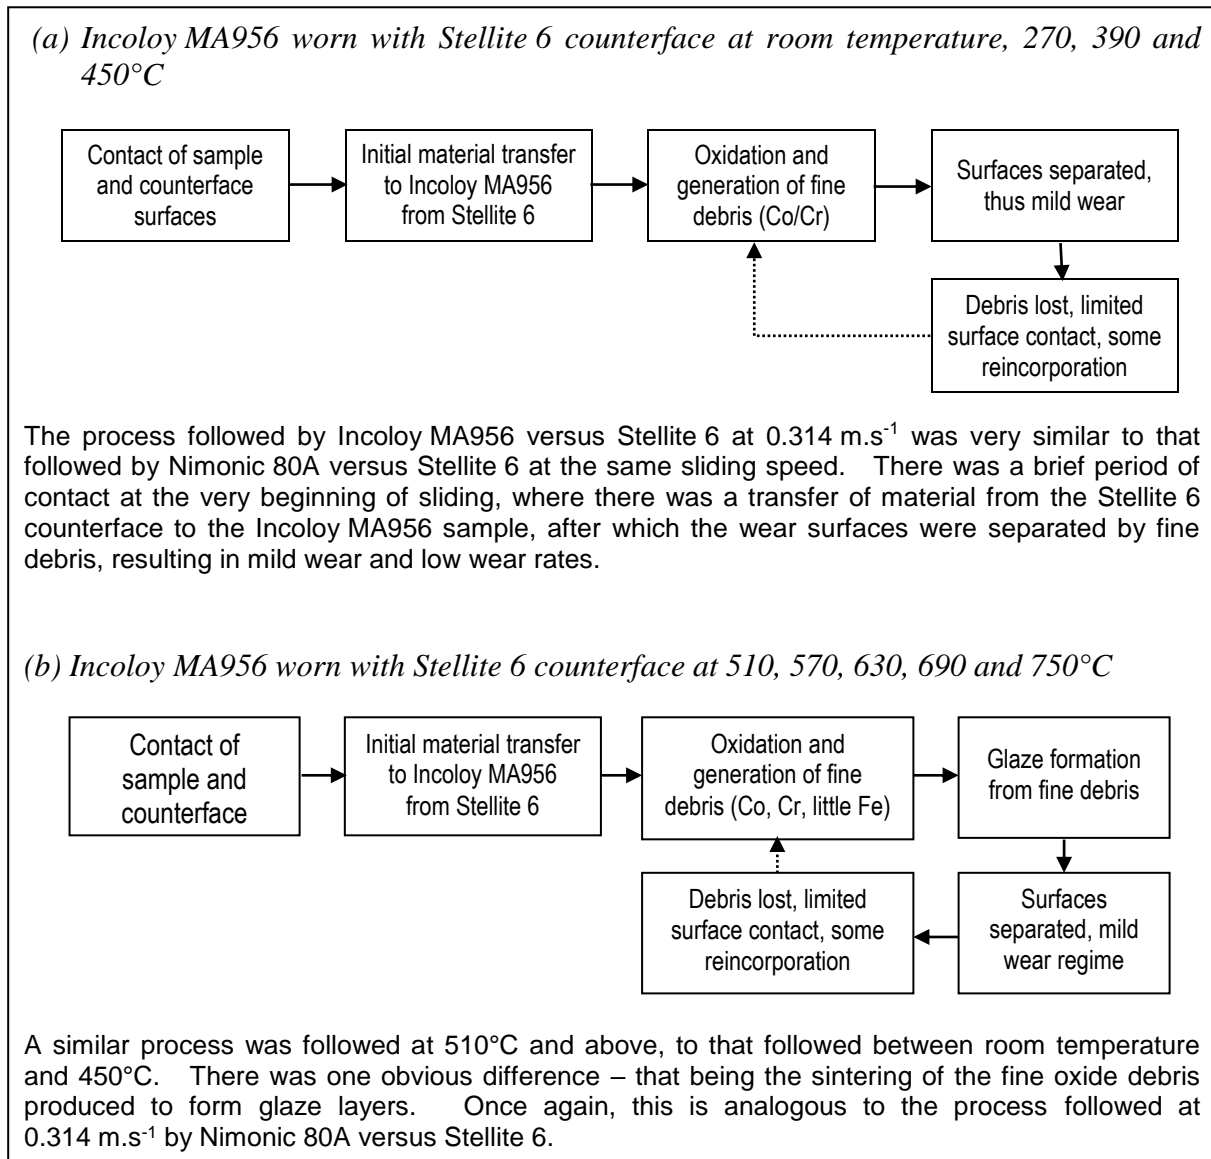 (a) Incoloy MA956 worn with Stellite 6 counterface at room temperature, 270, 390 and
450°C
Contact of sample
and counterface
surfaces
Initial material transfer
to Incoloy MA956
from Stellite 6
Oxidation and
generation of fine
debris (Co/Cr)
Surfaces separated,
thus mild wear
Debris lost, limited
surface contact, some
reincorporation
The process followed by Incoloy MA956 versus Stellite 6 at 0.314 m.s⁻¹ was very similar to that
followed by Nimonic 80A versus Stellite 6 at the same sliding speed. There was a brief period of
contact at the very beginning of sliding, where there was a transfer of material from the Stellite 6
counterface to the Incoloy MA956 sample, after which the wear surfaces were separated by fine
debris, resulting in mild wear and low wear rates.
(b) Incoloy MA956 worn with Stellite 6 counterface at 510, 570, 630, 690 and 750°C
Contact of
sample and
counterface
Initial material transfer
to Incoloy MA956
from Stellite 6
Oxidation and
generation of fine
debris (Co, Cr, little Fe)
Glaze formation
from fine debris
Surfaces
separated, mild
wear regime
Debris lost, limited
surface contact, some
reincorporation
A similar process was followed at 510°C and above, to that followed between room temperature
and 450°C. There was one obvious difference – that being the sintering of the fine oxide debris
produced to form glaze layers. Once again, this is analogous to the process followed at
0.314 m.s⁻¹ by Nimonic 80A versus Stellite 6.